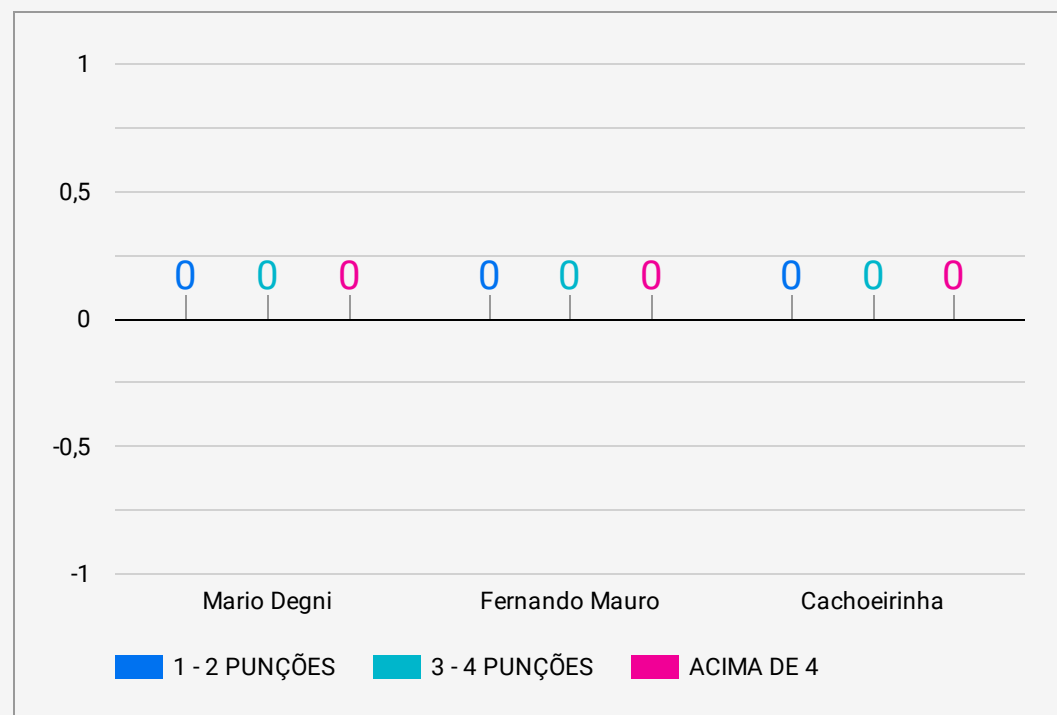 1
0,5
0 0 0 0 0 0 0 0 0
0
-0,5
-1
Mario Degni Fernando Mauro Cachoeirinha
1 - 2 PUNÇÕES 3 - 4 PUNÇÕES ACIMA DE 4